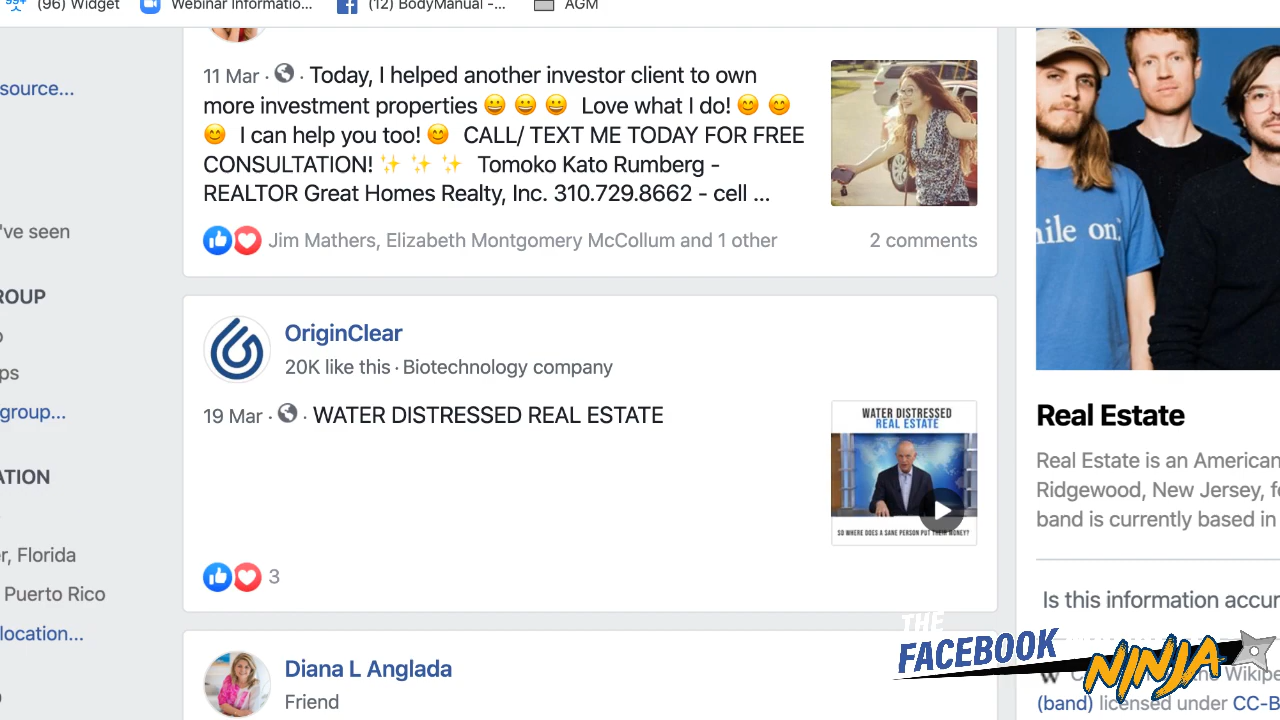 (96) Widget
Webinar Informatio...
(12) BodyManual -...
AGM
source...
've seen
ROUP
ps
group...
ATION
r, Florida
Puerto Rico
location...
11 Mar · · Today, I helped another investor client to own
more investment properties 😀 😀 😀 Love what I do! 😊 😊
😊 I can help you too! 😊 CALL/ TEXT ME TODAY FOR FREE
CONSULTATION! ✨ ✨ ✨ Tomoko Kato Rumberg -
REALTOR Great Homes Realty, Inc. 310.729.8662 - cell ...
Jim Mathers, Elizabeth Montgomery McCollum and 1 other
2 comments
OriginClear
20K like this · Biotechnology company
19 Mar · · WATER DISTRESSED REAL ESTATE
WATER DISTRESSED
REAL ESTATE
SO WHERE DOES A SANE PERSON PUT THEIR MONEY?
3
Diana L Anglada
Friend
mile on.
Real Estate
Real Estate is an American
Ridgewood, New Jersey, f
band is currently based in
Is this information accur
(band) licensed under CC-B
THE
FACEBOOK
NINJA